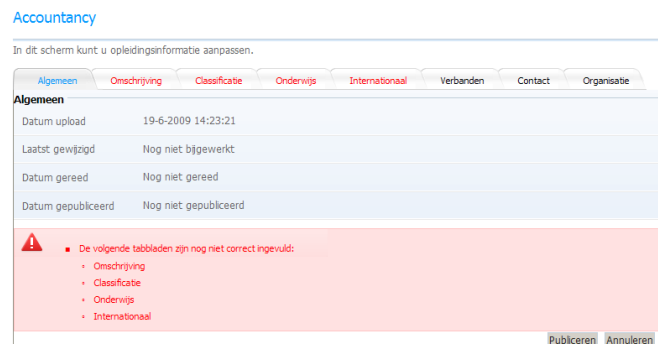 Accountancy
In dit scherm kunt u opleidingsinformatie aanpassen.
Algemeen Omschrijving Classificatie Onderwijs Internationaal Verbanden Contact Organisatie
Algemeen
Datum upload 19-6-2009 14:23:21
Laatst gewijzigd Nog niet bijgewerkt
Datum gereed Nog niet gereed
Datum gepubliceerd Nog niet gepubliceerd
De volgende tabbladen zijn nog niet correct ingevuld:
Omschrijving
Classificatie
Onderwijs
Internationaal
Publiceren Annuleren